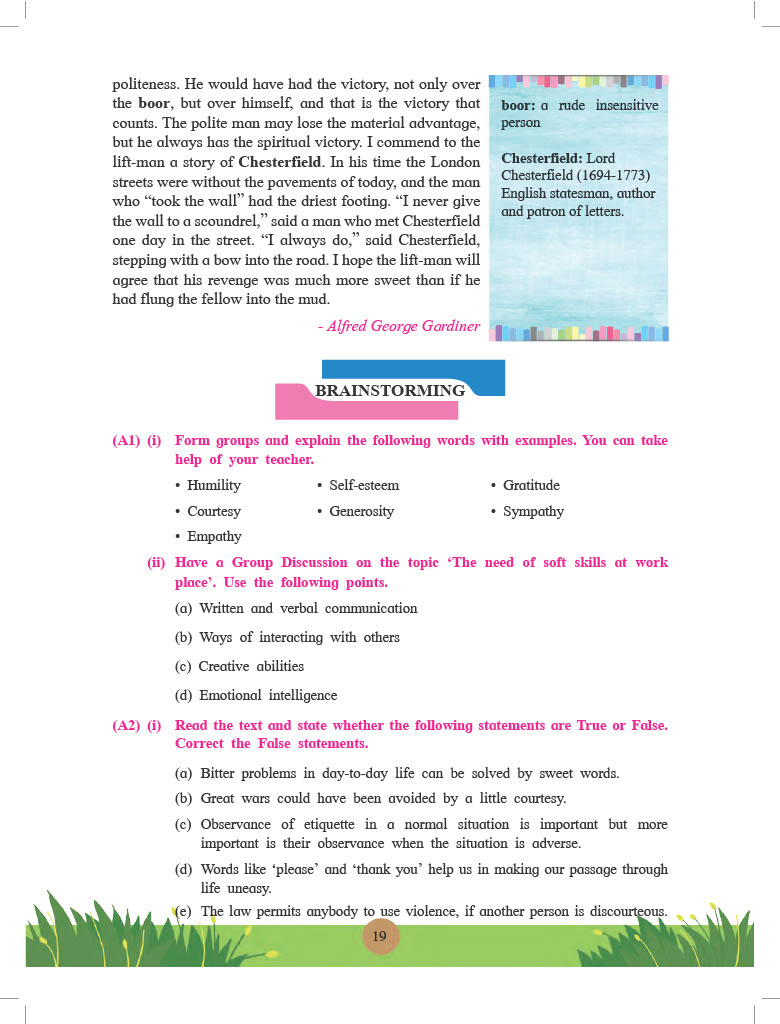 politeness. He would have had the victory, not only over
the boor, but over himself, and that is the victory that
counts. The polite man may lose the material advantage,
but he always has the spiritual victory. I commend to the
lift-man a story of Chesterfield. In his time the London
streets were without the pavements of today, and the man
who “took the wall” had the driest footing. “I never give
the wall to a scoundrel,” said a man who met Chesterfield
one day in the street. “I always do,” said Chesterfield,
stepping with a bow into the road. I hope the lift-man will
agree that his revenge was much more sweet than if he
had flung the fellow into the mud.
- Alfred George Gardiner
boor: a rude insensitive
person
Chesterfield: Lord
Chesterfield (1694-1773)
English statesman, author
and patron of letters.
BRAINSTORMING
(A1) (i) Form groups and explain the following words with examples. You can take
help of your teacher.
• Humility • Self-esteem • Gratitude
• Courtesy • Generosity • Sympathy
• Empathy
(ii) Have a Group Discussion on the topic ‘The need of soft skills at work
place’. Use the following points.
(a) Written and verbal communication
(b) Ways of interacting with others
(c) Creative abilities
(d) Emotional intelligence
(A2) (i) Read the text and state whether the following statements are True or False.
Correct the False statements.
(a) Bitter problems in day-to-day life can be solved by sweet words.
(b) Great wars could have been avoided by a little courtesy.
(c) Observance of etiquette in a normal situation is important but more
important is their observance when the situation is adverse.
(d) Words like ‘please’ and ‘thank you’ help us in making our passage through
life uneasy.
(e) The law permits anybody to use violence, if another person is discourteous.
19